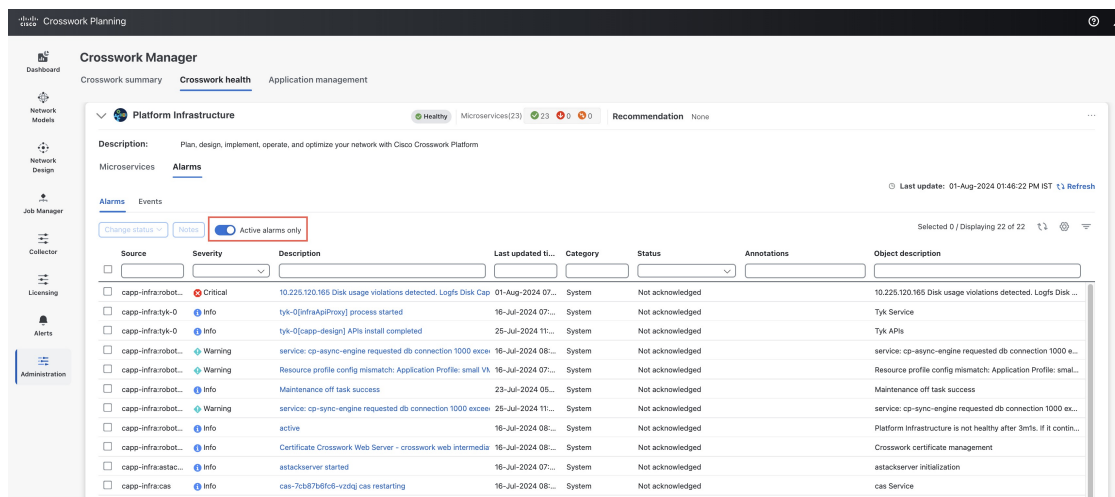 cisco Crosswork Planning
Dashboard
Network Models
Network Design
Job Manager
Collector
Licensing
Alerts
Administration
Crosswork Manager
Crosswork summary Crosswork health Application management
Platform Infrastructure Healthy Microservices(23) 23 0 0 Recommendation None
Description: Plan, design, implement, operate, and optimize your network with Cisco Crosswork Platform
Microservices Alarms
Last update: 01-Aug-2024 01:46:22 PM IST Refresh
Alarms Events
Change status Notes Active alarms only Selected 0 / Displaying 22 of 22
Source Severity Description Last updated ti... Category Status Annotations Object description
capp-infra:robot... Critical 10.225.120.165 Disk usage violations detected. Logfs Disk Cap 01-Aug-2024 07... System Not acknowledged 10.225.120.165 Disk usage violations detected. Logfs Disk ...
capp-infra:tyk-0 Info tyk-0[infraApiProxy] process started 16-Jul-2024 07:... System Not acknowledged Tyk Service
capp-infra:tyk-0 Info tyk-0[capp-design] APIs install completed 25-Jul-2024 11:... System Not acknowledged Tyk APIs
capp-infra:robot... Warning service: cp-async-engine requested db connection 1000 excee 16-Jul-2024 08:... System Not acknowledged service: cp-async-engine requested db connection 1000 e...
capp-infra:robot... Warning Resource profile config mismatch: Application Profile: small VM 16-Jul-2024 07:... System Not acknowledged Resource profile config mismatch: Application Profile: smal...
capp-infra:robot... Info Maintenance off task success 23-Jul-2024 05... System Not acknowledged Maintenance off task success
capp-infra:robot... Warning service: cp-sync-engine requested db connection 1000 excee 25-Jul-2024 11:... System Not acknowledged service: cp-sync-engine requested db connection 1000 ex...
capp-infra:robot... Info active 16-Jul-2024 08:... System Not acknowledged Platform Infrastructure is not healthy after 3m1s. If it contin...
capp-infra:robot... Info Certificate Crosswork Web Server - crosswork web intermedia 16-Jul-2024 08:... System Not acknowledged Crosswork certificate management
capp-infra:astac... Info astackserver started 16-Jul-2024 07:... System Not acknowledged astackserver initialization
capp-infra:cas Info cas-7cb87b6fc6-vzdqj cas restarting 16-Jul-2024 08:... System Not acknowledged cas Service